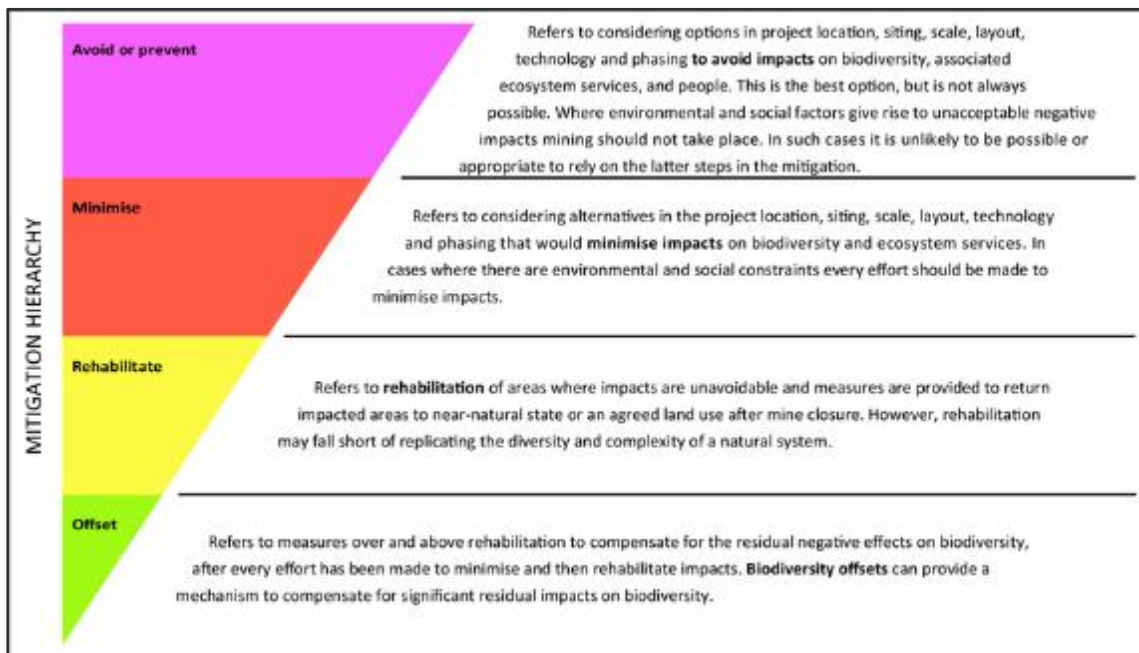 MITIGATION HIERARCHY
Avoid or prevent
Refers to considering options in project location, siting, scale, layout,
technology and phasing to avoid impacts on biodiversity, associated
ecosystem services, and people. This is the best option, but is not always
possible. Where environmental and social factors give rise to unacceptable negative
impacts mining should not take place. In such cases it is unlikely to be possible or
appropriate to rely on the latter steps in the mitigation.
Minimise
Refers to considering alternatives in the project location, siting, scale, layout, technology
and phasing that would minimise impacts on biodiversity and ecosystem services. In
cases where there are environmental and social constraints every effort should be made to
minimise impacts.
Rehabilitate
Refers to rehabilitation of areas where impacts are unavoidable and measures are provided to return
impacted areas to near-natural state or an agreed land use after mine closure. However, rehabilitation
may fall short of replicating the diversity and complexity of a natural system.
Offset
Refers to measures over and above rehabilitation to compensate for the residual negative effects on biodiversity,
after every effort has been made to minimise and then rehabilitate impacts. Biodiversity offsets can provide a
mechanism to compensate for significant residual impacts on biodiversity.